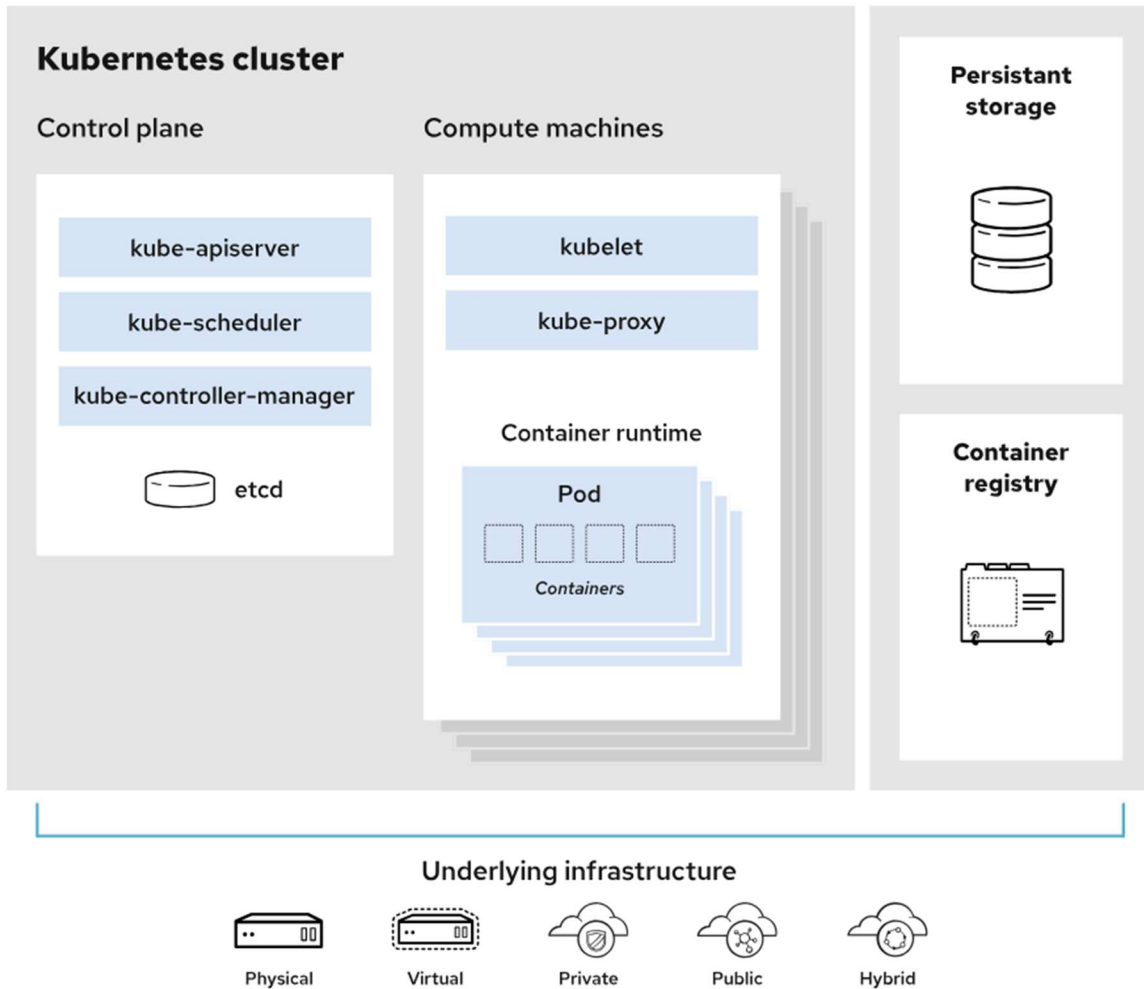 Kubernetes cluster
Control plane
kube-apiserver
kube-scheduler
kube-controller-manager
etcd
Compute machines
kubelet
kube-proxy
Container runtime
Pod
Containers
Persistant
storage
Container
registry
Underlying infrastructure
Physical
Virtual
Private
Public
Hybrid